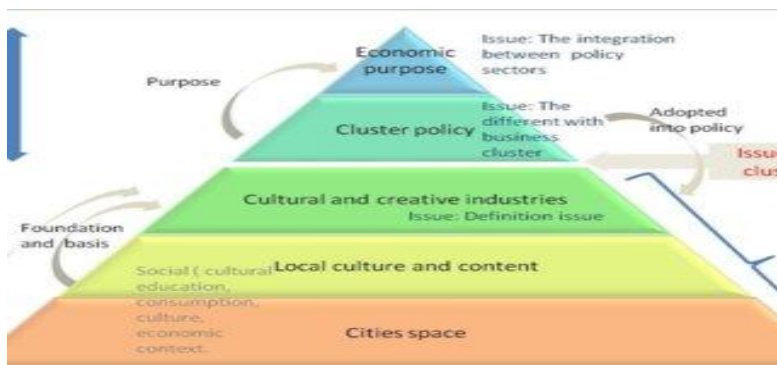 Economic
purpose
Issue: The integration
between policy
sectors
Purpose
Cluster policy
Issue: The
different with
business
cluster
Adopted
into policy
Cultural and creative industries
Issue: Definition issue
Foundation
and basis
Local culture and content
Social ( cultural
education,
consumption,
culture,
economic
context.
Cities space